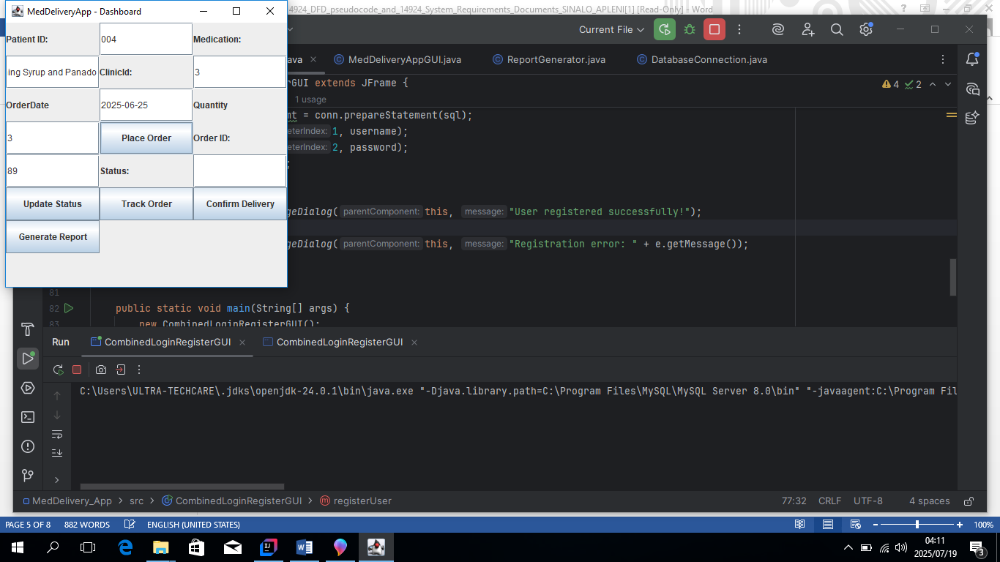 MedDeliveryApp - Dashboard
14924_DFD_pseudocode_and_14924_System_Requirements_Documents_SINALO_APLENI[1] [Read-Only] - Word
Patient ID:
004
Medication:
ing Syrup and Panado
ClinicId:
3
OrderDate
2025-06-25
Quantity
3
Place Order
Order ID:
89
Status:
Update Status
Track Order
Confirm Delivery
Generate Report
Current File
ava
MedDeliveryAppGUI.java
ReportGenerator.java
DatabaseConnection.java
rGUI extends JFrame {
4
2
1 usage
mt = conn.prepareStatement(sql);
eterIndex: 1, username);
eterIndex: 2, password);
;
geDialog( parentComponent: this, message: "User registered successfully!");
geDialog( parentComponent: this, message: "Registration error: " + e.getMessage());
81
82 public static void main(String[] args) {
83 new CombinedLoginRegisterGUI();
Run
CombinedLoginRegisterGUI
CombinedLoginRegisterGUI
C:\Users\ULTRA-TECHCARE\.jdks\openjdk-24.0.1\bin\java.exe "-Djava.library.path=C:\Program Files\MySQL\MySQL Server 8.0\bin" "-javaagent:C:\Program Fil
MedDelivery_App > src > CombinedLoginRegisterGUI > registerUser
77:32 CRLF UTF-8 4 spaces
PAGE 5 OF 8 882 WORDS ENGLISH (UNITED STATES)
100%
04:11
2025/07/19
3